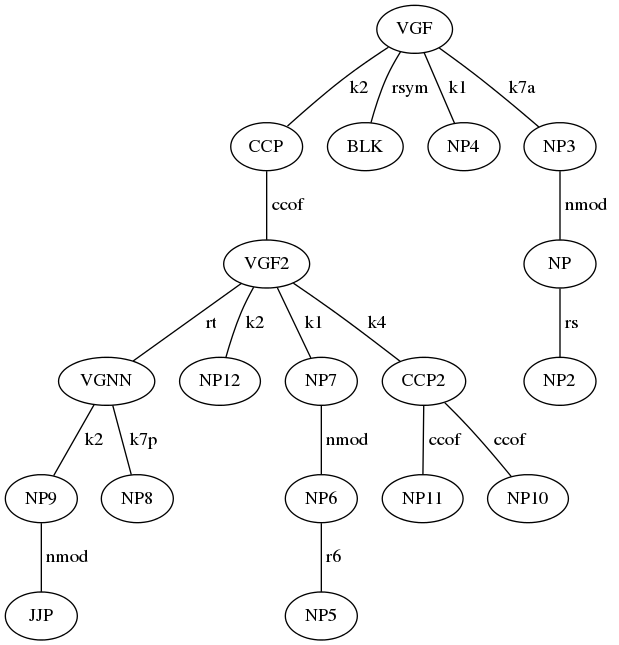 VGF
k2 rsym k1 k7a
CCP BLK NP4 NP3
ccof nmod
VGF2 NP
rt k2 k1 k4 rs
VGNN NP12 NP7 CCP2 NP2
k2 k7p nmod ccof ccof
NP9 NP8 NP6 NP11 NP10
nmod r6
JJP NP5